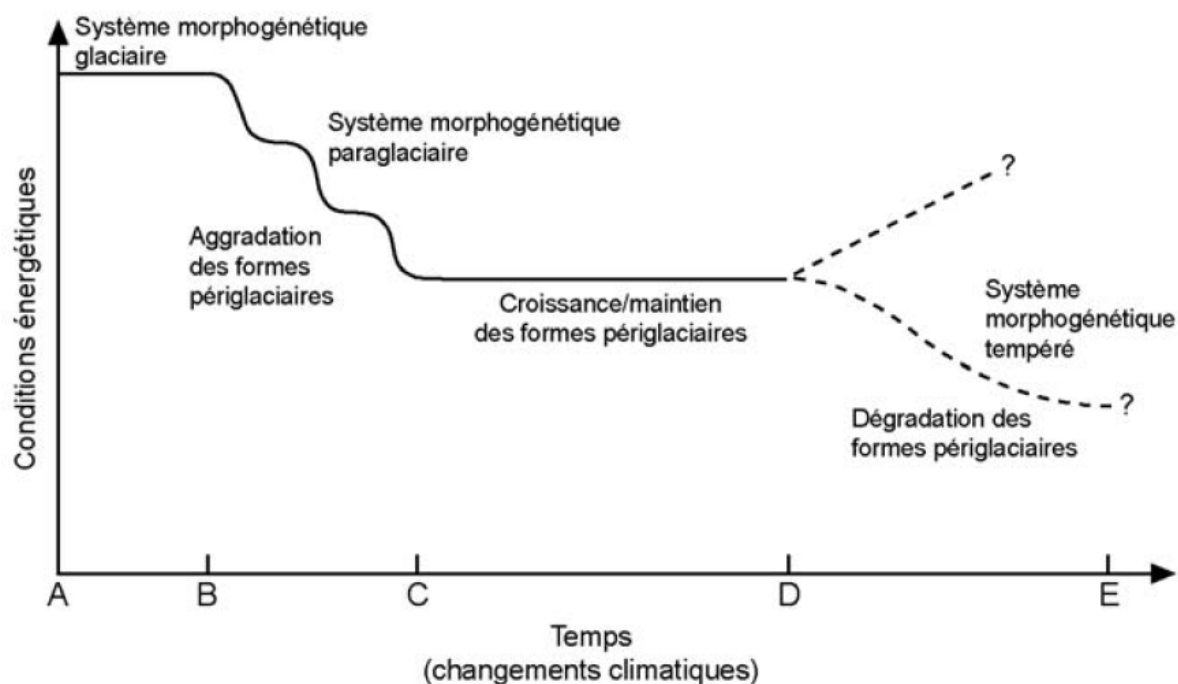 Système morphogénétique
glaciaire
Système morphogénétique
paraglaciaire
Aggradation
des formes
périglaciaires
Croissance/maintien
des formes périglaciaires
?
Système
morphogénétique
tempéré
?
Dégradation des
formes périglaciaires
Conditions énergétiques
A B C D E
Temps
(changements climatiques)